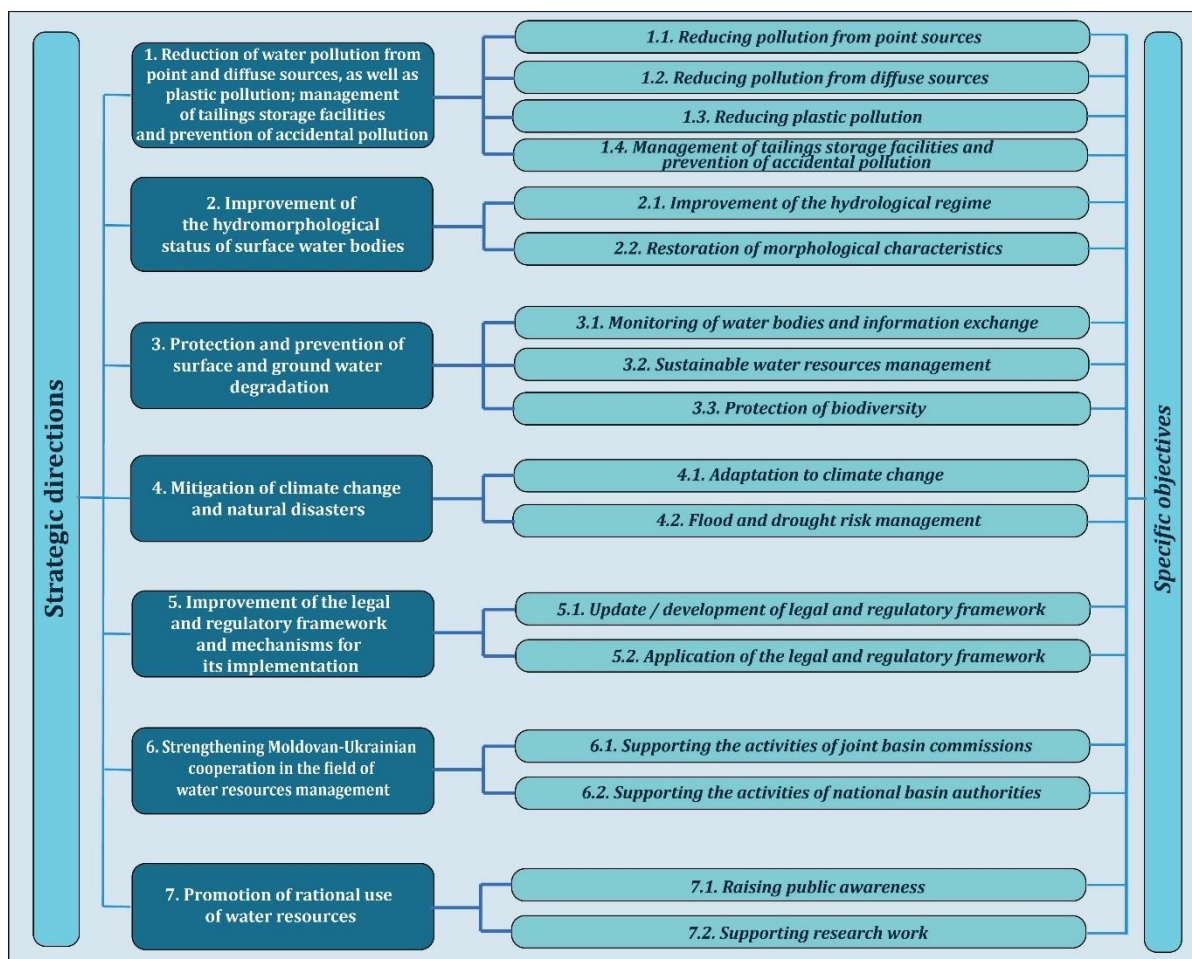 Strategic directions
1. Reduction of water pollution from
point and diffuse sources, as well as
plastic pollution; management
of tailings storage facilities
and prevention of accidental pollution
1.1. Reducing pollution from point sources
1.2. Reducing pollution from diffuse sources
1.3. Reducing plastic pollution
1.4. Management of tailings storage facilities and
prevention of accidental pollution
2. Improvement of
the hydromorphological
status of surface water bodies
2.1. Improvement of the hydrological regime
2.2. Restoration of morphological characteristics
3. Protection and prevention of
surface and ground water
degradation
3.1. Monitoring of water bodies and information exchange
3.2. Sustainable water resources management
3.3. Protection of biodiversity
4. Mitigation of climate change
and natural disasters
4.1. Adaptation to climate change
4.2. Flood and drought risk management
5. Improvement of the legal
and regulatory framework
and mechanisms for
its implementation
5.1. Update / development of legal and regulatory framework
5.2. Application of the legal and regulatory framework
6. Strengthening Moldovan-Ukrainian
cooperation in the field of
water resources management
6.1. Supporting the activities of joint basin commissions
6.2. Supporting the activities of national basin authorities
7. Promotion of rational use
of water resources
7.1. Raising public awareness
7.2. Supporting research work
Specific objectives